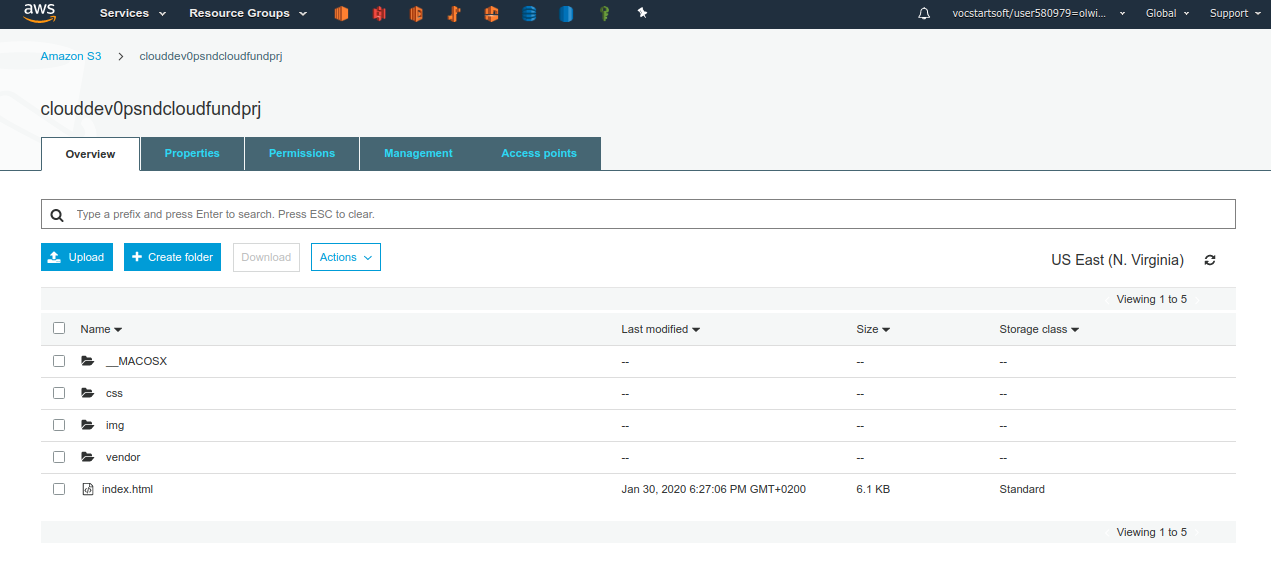 aws Services Resource Groups vocstartsoft/user580979=olwi... Global Support
Amazon S3 > clouddev0psndcloudfundprj
clouddev0psndcloudfundprj
Overview Properties Permissions Management Access points
Type a prefix and press Enter to search. Press ESC to clear.
Upload + Create folder Download Actions US East (N. Virginia)
Viewing 1 to 5
Name Last modified Size Storage class
__MACOSX -- -- --
css -- -- --
img -- -- --
vendor -- -- --
index.html Jan 30, 2020 6:27:06 PM GMT+0200 6.1 KB Standard
Viewing 1 to 5